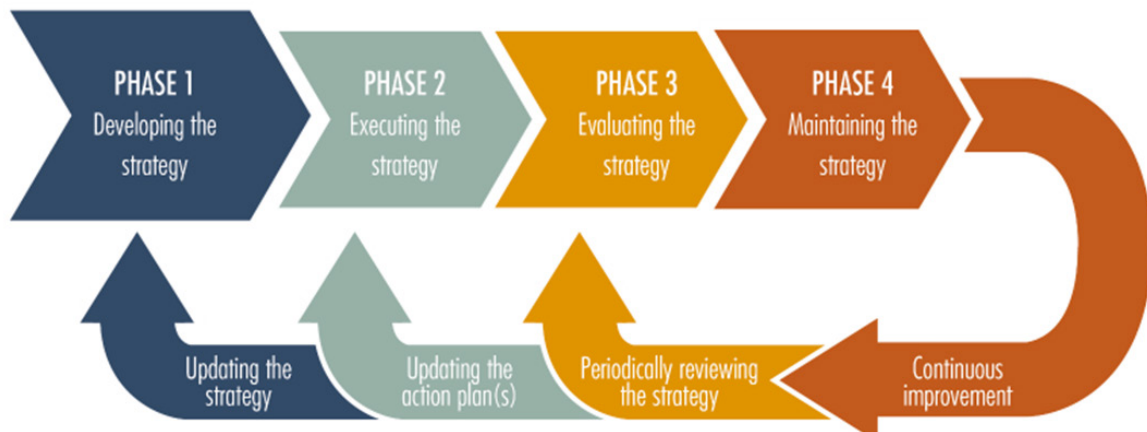 PHASE 1
Developing the
strategy
PHASE 2
Executing the
strategy
PHASE 3
Evaluating the
strategy
PHASE 4
Maintaining the
strategy
Updating the
strategy
Updating the
action plan(s)
Periodically reviewing
the strategy
Continuous
improvement